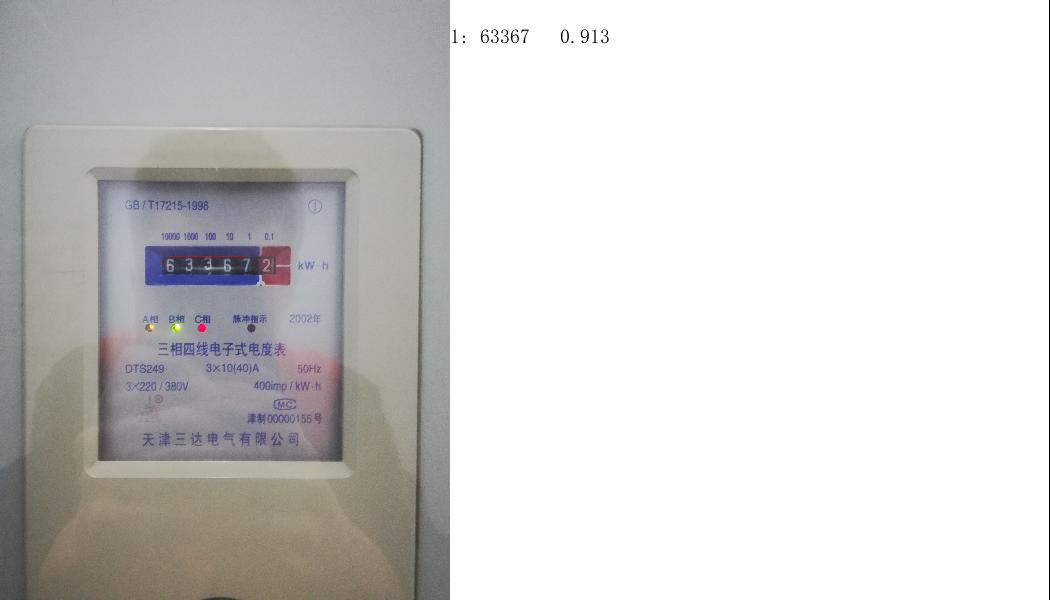 1: 63367 0.913
GB / T17215-1998
10000 1000 100 10 1 0.1
6 3 3 6 7 2 kW·h
A相 B相 C相 脉冲指示 2002年
三相四线电子式电度表
DTS249 3×10(40)A 50Hz
3×220 / 380V 400imp / kW·h
MC
津制00000155号
天津三达电气有限公司